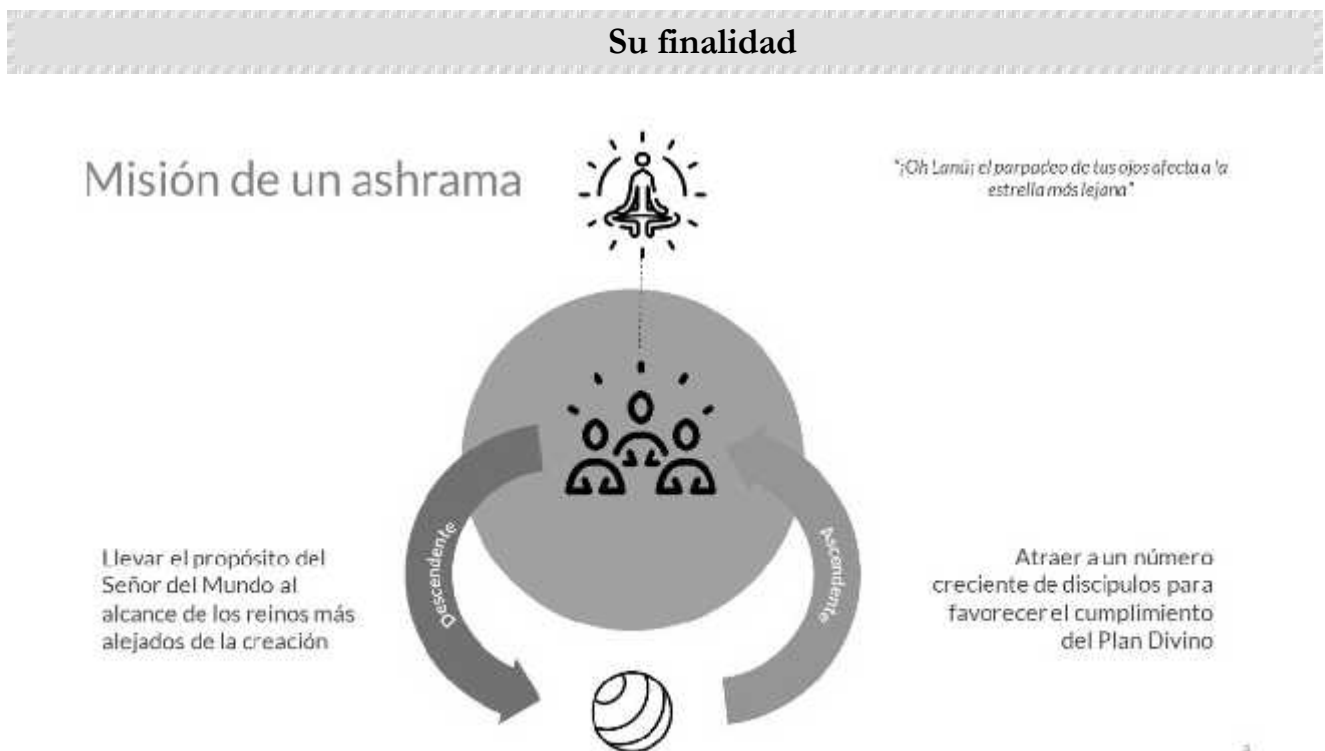 Su finalidad
Misión de un ashrama
"¡Oh Lanú¡ el parpadeo de tus ojos afecta a la
estrella más lejana"
Descendente
Ascendente
Llevar el propósito del
Señor del Mundo al
alcance de los reinos más
alejados de la creación
Atraer a un número
creciente de discípulos para
favorecer el cumplimiento
del Plan Divino